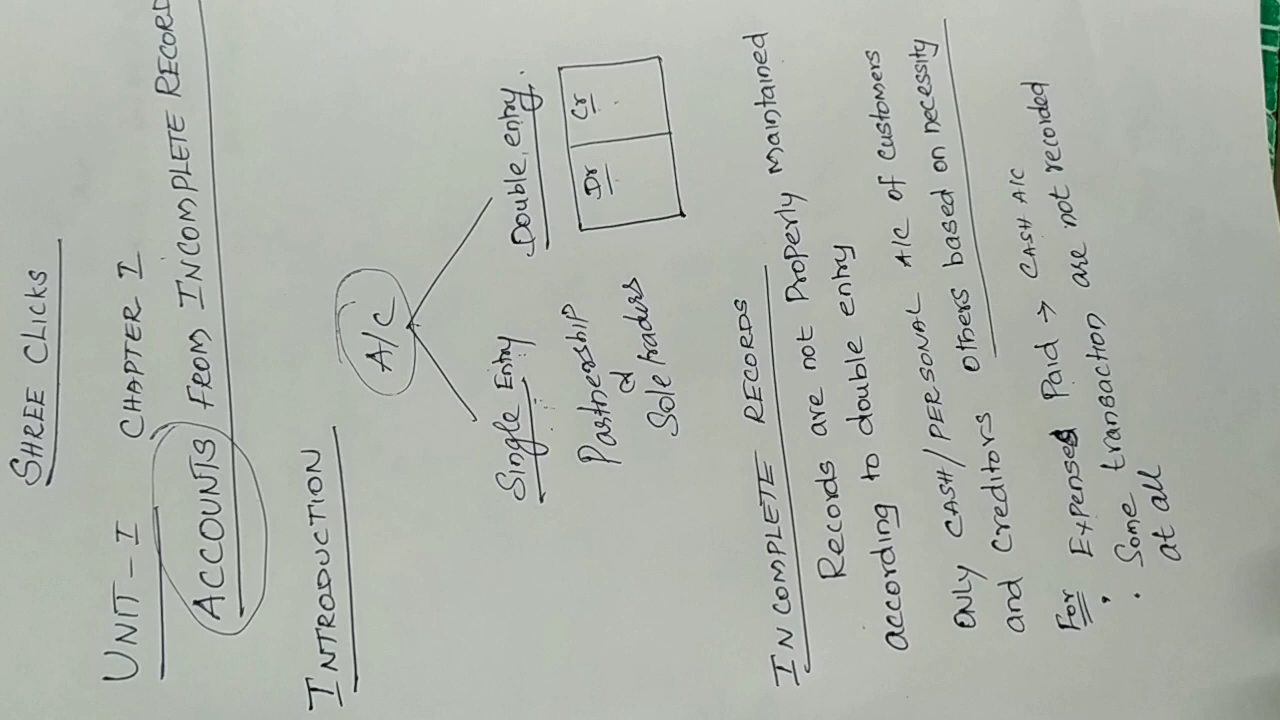 SHREE CLICKS
UNIT-I CHAPTER I
ACCOUNTS FROM INCOMPLETE RECORD
INTRODUCTION
A/C
Single Entry Double entry.
Partnership Dr Cr
&
Sole traders
INCOMPLETE RECORDS
Records are not Properly maintained
according to double entry
ONLY CASH/PERSONAL A/C of customers
and creditors others based on necessity
For Expenses Paid → CASH A/C
. Some transaction are not recorded
at all